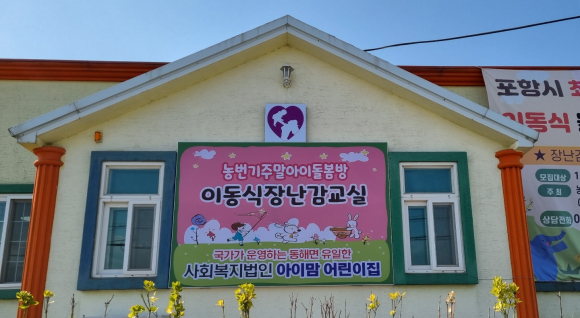 농번기주말아이돌봄방
이동식장난감교실
국가가 운영하는 동해면 유일한
사회복지법인 아이맘 어린이집
포항시
이동식
★ 장난감
모집대상
주최
상담전화